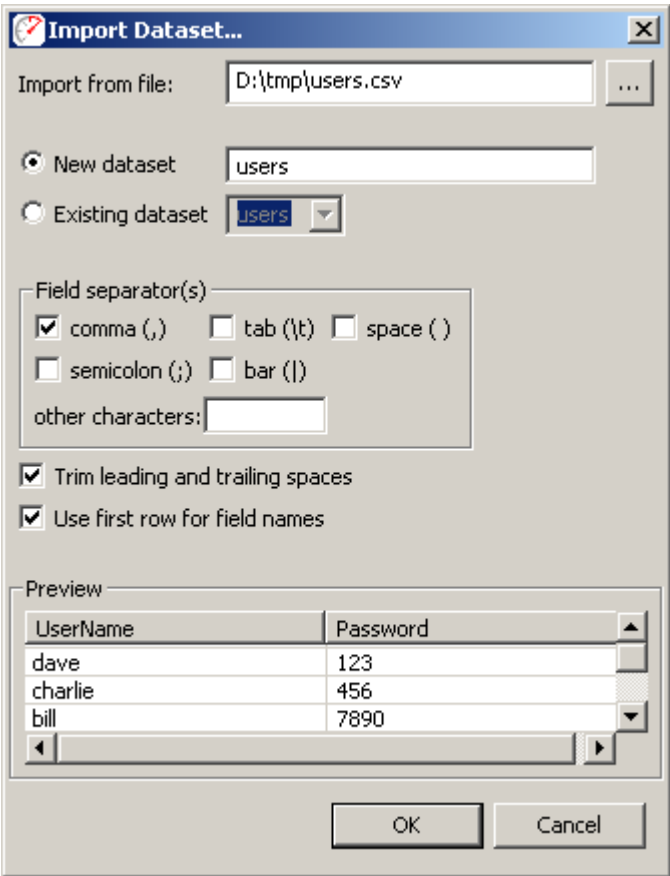 Import Dataset...
Import from file: D:\tmp\users.csv ...
New dataset users
Existing dataset users
Field separator(s)
comma (,) tab (\t) space ( )
semicolon (;) bar (|)
other characters:
Trim leading and trailing spaces
Use first row for field names
Preview
UserName Password
dave 123
charlie 456
bill 7890
OK Cancel